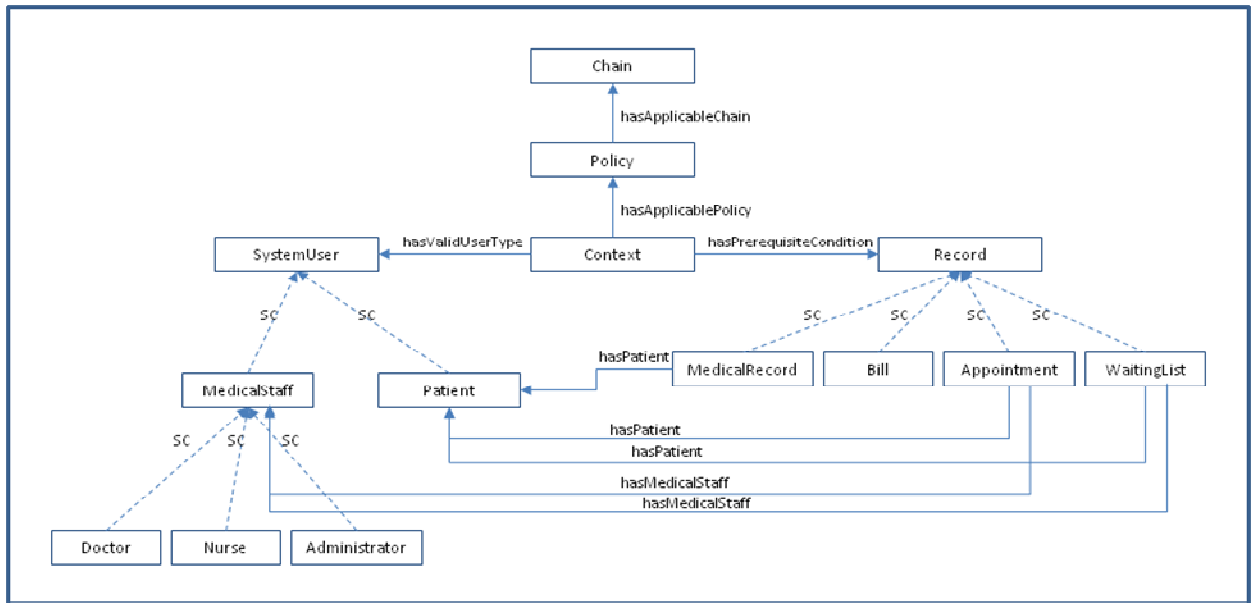 Chain
hasApplicableChain
Policy
hasApplicablePolicy
SystemUser
hasValidUserType
Context
hasPrerequisiteCondition
Record
SC
SC
SC
SC
SC
SC
MedicalStaff
Patient
hasPatient
MedicalRecord
Bill
Appointment
WaitingList
SC
SC
SC
hasPatient
hasPatient
hasMedicalStaff
hasMedicalStaff
Doctor
Nurse
Administrator